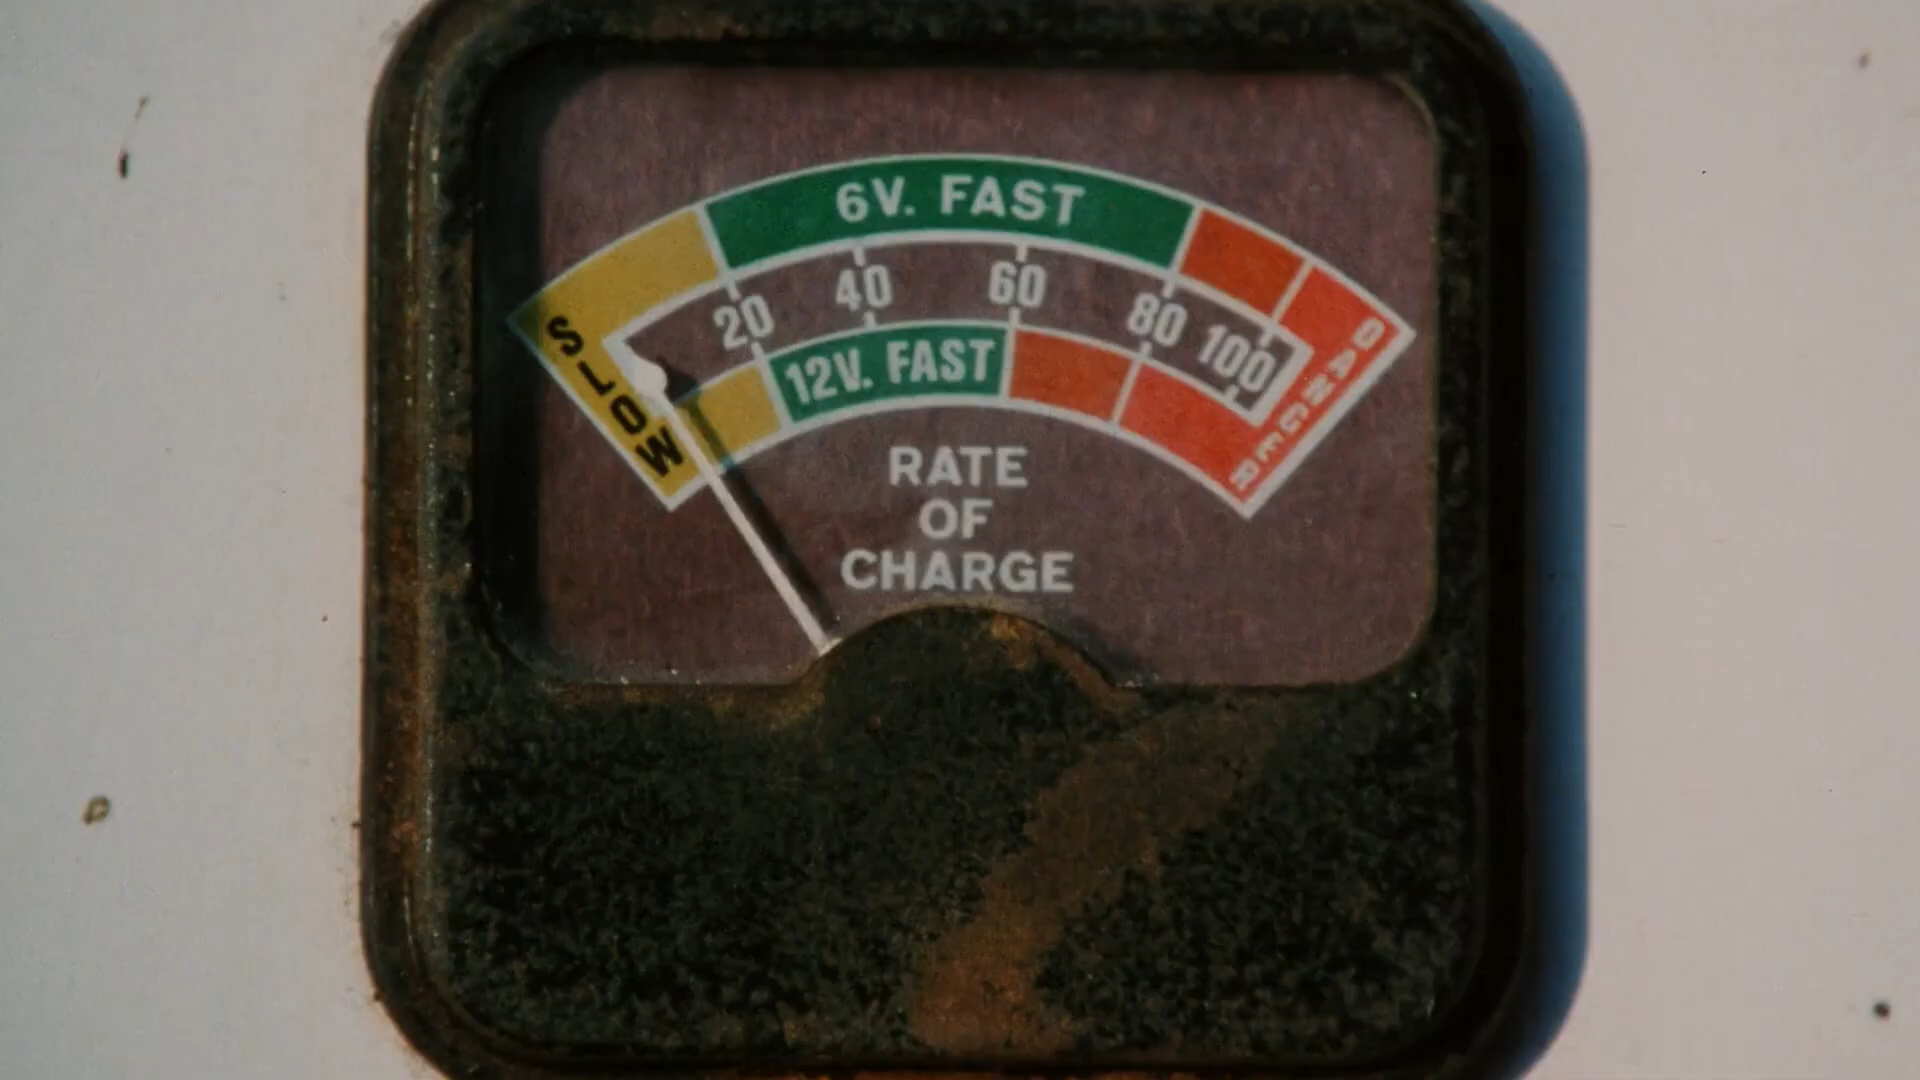 6V. FAST
20 40 60 80 100
12V. FAST
SLOW
DANGER
RATE
OF
CHARGE